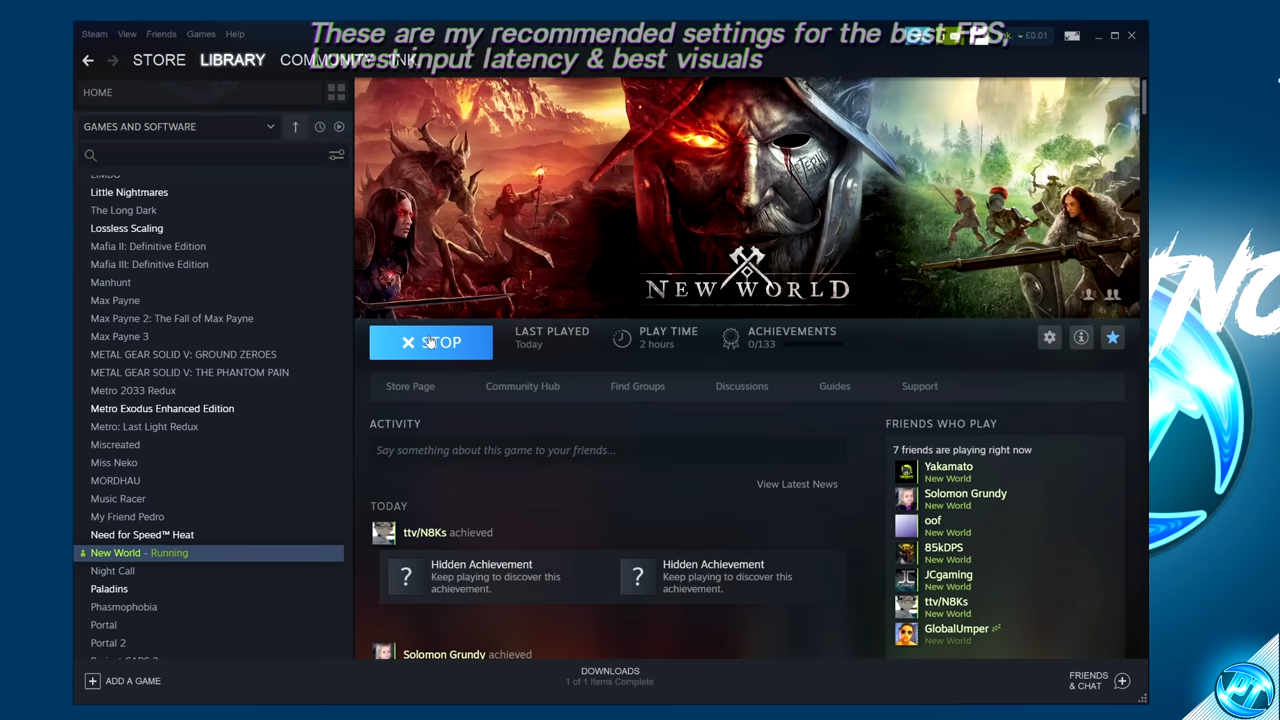 These are my recommended settings for the best FPS,
Lowest input latency & best visuals
Steam View Friends Games Help
£0.01
STORE LIBRARY COMMUNITY
HOME
GAMES AND SOFTWARE
LIMBO
Little Nightmares
The Long Dark
Lossless Scaling
Mafia II: Definitive Edition
Mafia III: Definitive Edition
Manhunt
Max Payne
Max Payne 2: The Fall of Max Payne
Max Payne 3
METAL GEAR SOLID V: GROUND ZEROES
METAL GEAR SOLID V: THE PHANTOM PAIN
Metro 2033 Redux
Metro Exodus Enhanced Edition
Metro: Last Light Redux
Miscreated
Miss Neko
MORDHAU
Music Racer
My Friend Pedro
Need for Speed™ Heat
New World - Running
Night Call
Paladins
Phasmophobia
Portal
Portal 2
NEW WORLD
STOP
LAST PLAYED
Today
PLAY TIME
2 hours
ACHIEVEMENTS
0/133
Store Page Community Hub Find Groups Discussions Guides Support
ACTIVITY
Say something about this game to your friends...
View Latest News
TODAY
ttv/N8Ks achieved
Hidden Achievement
Keep playing to discover this
achievement.
Hidden Achievement
Keep playing to discover this
achievement.
Solomon Grundy achieved
FRIENDS WHO PLAY
7 friends are playing right now
Yakamato
New World
Solomon Grundy
New World
oof
New World
85kDPS
New World
JCgaming
New World
ttv/N8Ks
New World
GlobalUmper zzz
New World
ADD A GAME
DOWNLOADS
1 of 1 Items Complete
FRIENDS
& CHAT